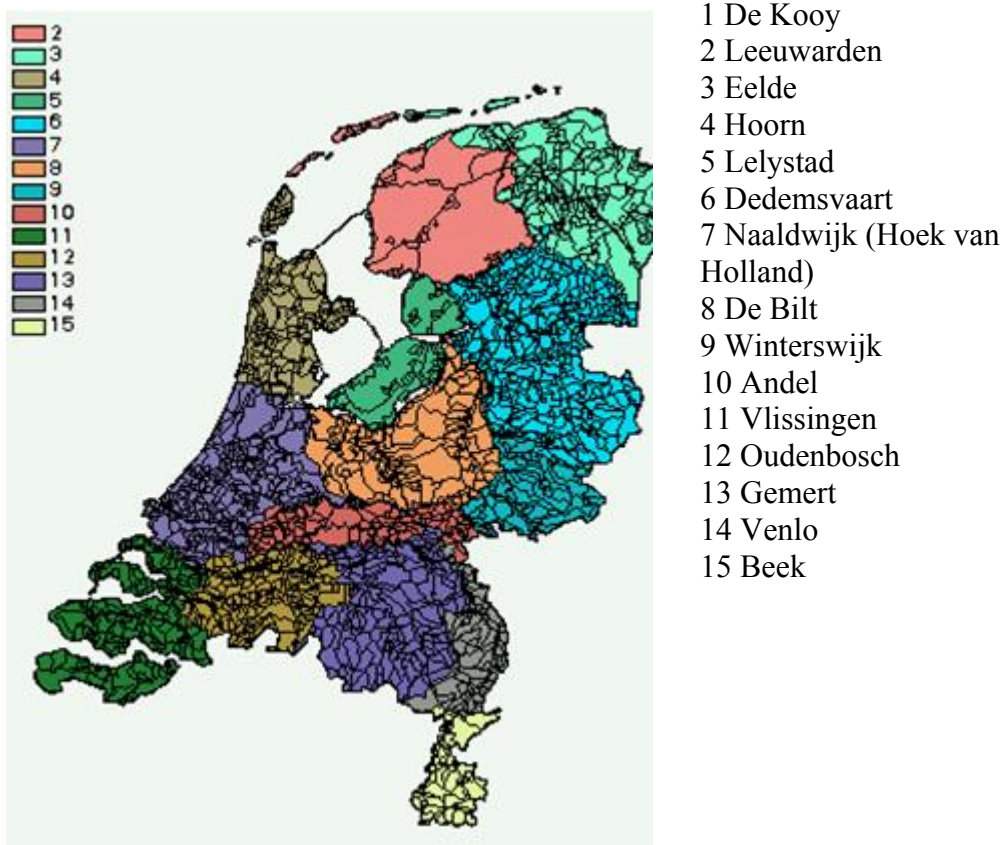 2
3
4
5
6
7
8
9
10
11
12
13
14
15
1 De Kooy
2 Leeuwarden
3 Eelde
4 Hoorn
5 Lelystad
6 Dedemsvaart
7 Naaldwijk (Hoek van
Holland)
8 De Bilt
9 Winterswijk
10 Andel
11 Vlissingen
12 Oudenbosch
13 Gemert
14 Venlo
15 Beek